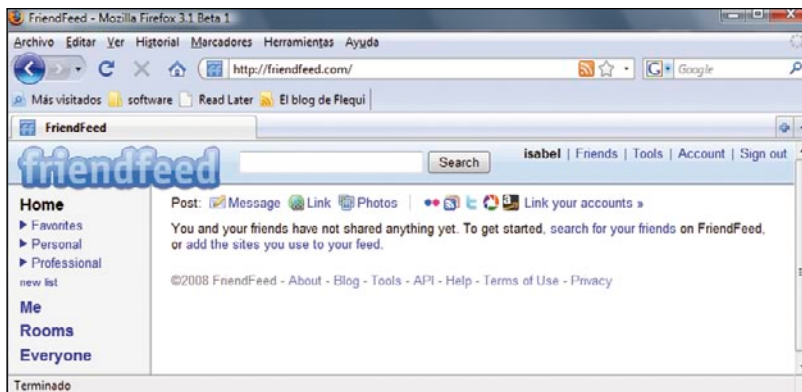 FriendFeed - Mozilla Firefox 3.1 Beta 1
Archivo Editar Ver Historial Marcadores Herramientas Ayuda
http://friendfeed.com/ G Google
Más visitados software Read Later El blog de Flequi
FriendFeed
friendfeed Search isabel | Friends | Tools | Account | Sign out
Home
Favorites
Personal
Professional
new list
Me
Rooms
Everyone
Post: Message Link Photos Link your accounts »
You and your friends have not shared anything yet. To get started, search for your friends on FriendFeed,
or add the sites you use to your feed.
©2008 FriendFeed - About - Blog - Tools - API - Help - Terms of Use - Privacy
Terminado